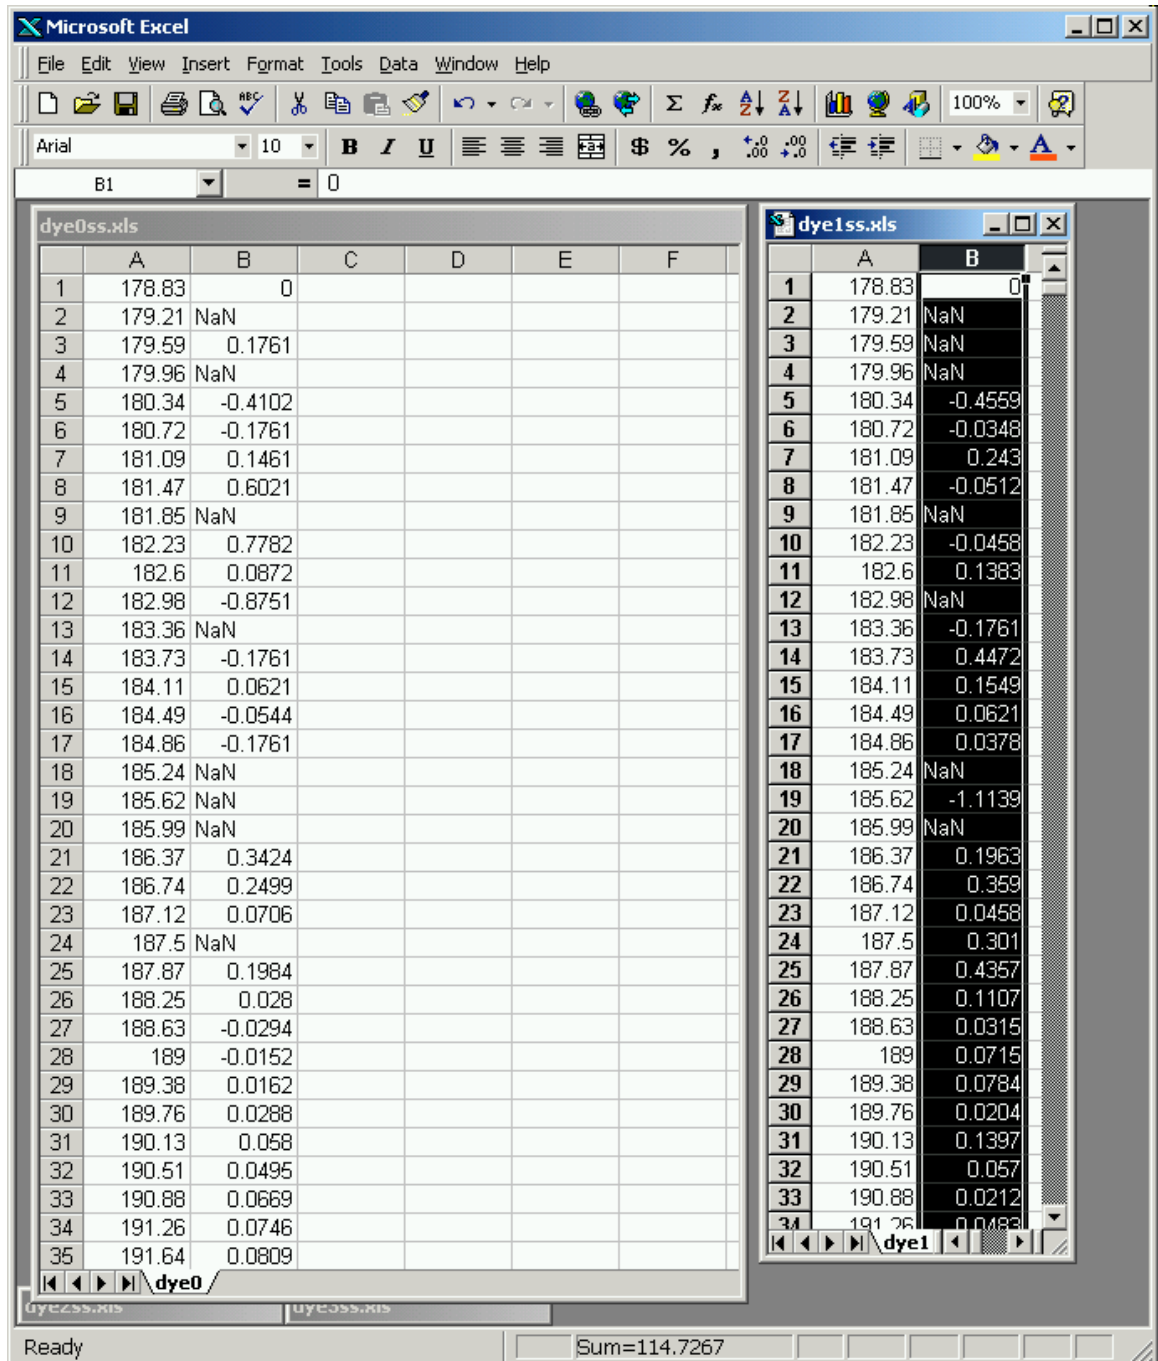 Microsoft Excel
File Edit View Insert Format Tools Data Window Help
ABC Σ fx A Z Z A 100%
Arial 10 B I U a $ % , .0 .00 .00 .0 A
B1 = 0
dye0ss.xls
A B C D E F
1 178.83 0
2 179.21 NaN
3 179.59 0.1761
4 179.96 NaN
5 180.34 -0.4102
6 180.72 -0.1761
7 181.09 0.1461
8 181.47 0.6021
9 181.85 NaN
10 182.23 0.7782
11 182.6 0.0872
12 182.98 -0.8751
13 183.36 NaN
14 183.73 -0.1761
15 184.11 0.0621
16 184.49 -0.0544
17 184.86 -0.1761
18 185.24 NaN
19 185.62 NaN
20 185.99 NaN
21 186.37 0.3424
22 186.74 0.2499
23 187.12 0.0706
24 187.5 NaN
25 187.87 0.1984
26 188.25 0.028
27 188.63 -0.0294
28 189 -0.0152
29 189.38 0.0162
30 189.76 0.0288
31 190.13 0.058
32 190.51 0.0495
33 190.88 0.0669
34 191.26 0.0746
35 191.64 0.0809
dye0
dye1ss.xls
A B
1 178.83 0
2 179.21 NaN
3 179.59 NaN
4 179.96 NaN
5 180.34 -0.4559
6 180.72 -0.0348
7 181.09 0.243
8 181.47 -0.0512
9 181.85 NaN
10 182.23 -0.0458
11 182.6 0.1383
12 182.98 NaN
13 183.36 -0.1761
14 183.73 0.4472
15 184.11 0.1549
16 184.49 0.0621
17 184.86 0.0378
18 185.24 NaN
19 185.62 -1.1139
20 185.99 NaN
21 186.37 0.1963
22 186.74 0.359
23 187.12 0.0458
24 187.5 0.301
25 187.87 0.4357
26 188.25 0.1107
27 188.63 0.0315
28 189 0.0715
29 189.38 0.0784
30 189.76 0.0204
31 190.13 0.1397
32 190.51 0.057
33 190.88 0.0212
34 191.26 0.0483
dye1
dye2ss.xls dye3ss.xls
Ready Sum=114.7267